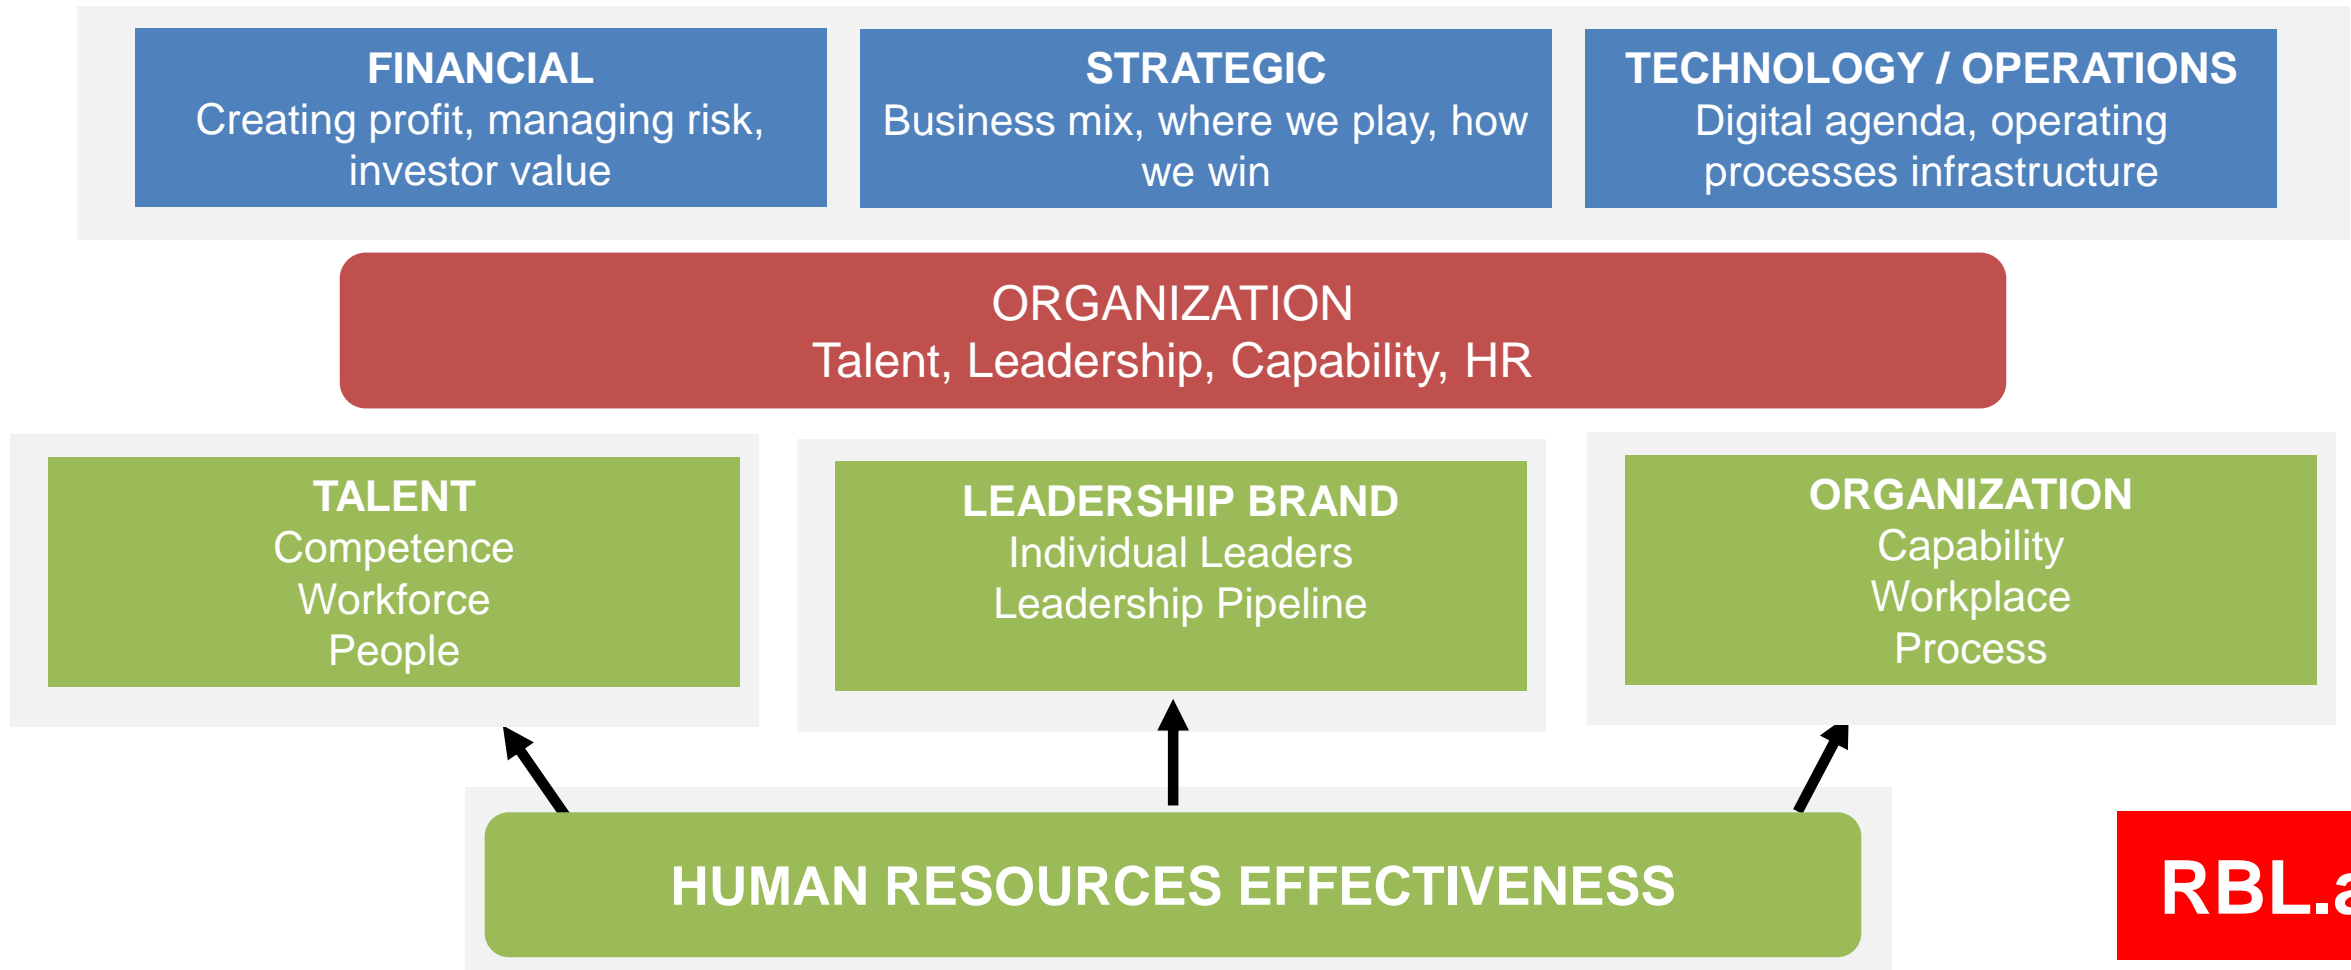 FINANCIAL
Creating profit, managing risk,
investor value
STRATEGIC
Business mix, where we play, how
we win
TECHNOLOGY / OPERATIONS
Digital agenda, operating
processes infrastructure
ORGANIZATION
Talent, Leadership, Capability, HR
TALENT
Competence
Workforce
People
LEADERSHIP BRAND
Individual Leaders
Leadership Pipeline
ORGANIZATION
Capability
Workplace
Process
HUMAN RESOURCES EFFECTIVENESS
RBL.a